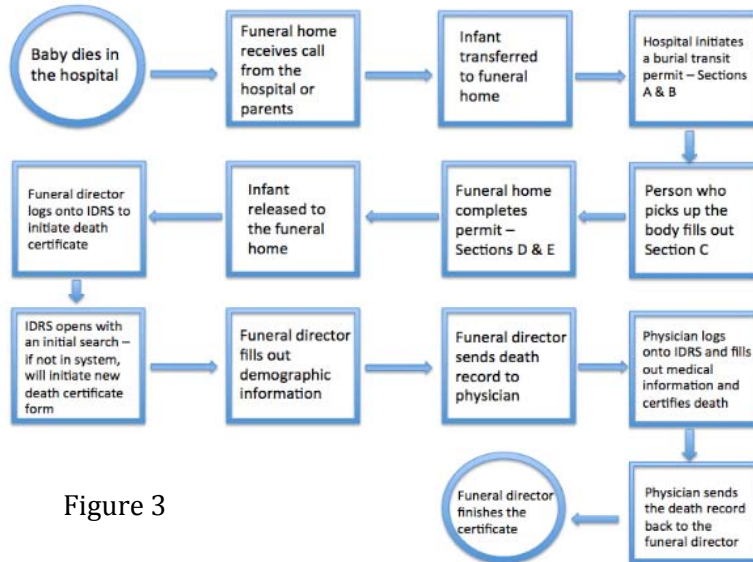 Baby dies in
the hospital
Funeral home
receives call
from the
hospital or
parents
Infant
transferred
to funeral
home
Hospital initiates
a burial transit
permit – Sections
A & B
Person who
picks up the
body fills out
Section C
Funeral home
completes
permit –
Sections D & E
Infant
released to
the funeral
home
Funeral director
logs onto IDRS to
initiate death
certificate
IDRS opens with
an initial search –
if not in system,
will initiate new
death certificate
form
Funeral director
fills out
demographic
information
Funeral director
sends death
record to
physician
Physician logs
onto IDRS and fills
out medical
information and
certifies death
Physician sends
the death record
back to the
funeral director
Funeral director
finishes the
certificate
Figure 3